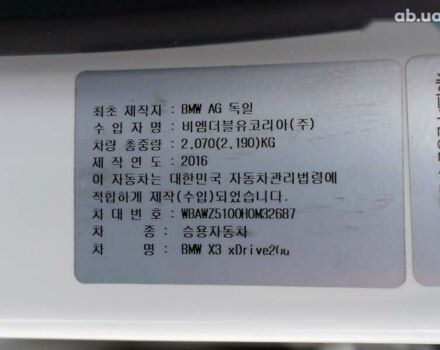 ab.ua
최초 제작자 : BMW AG 독일
수 입 자 명 : 비엠더블유코리아(주)
차량 총중량 : 2,070(2,190)KG
제 작 연 도 : 2016
이 자동차는 대한민국 자동차관리법령에
적합하게 제작(수입)되었습니다.
차 대 번 호 : WBAWZ5100H0M32687
차 종 : 승용자동차
차 명 : BMW X3 xDrive20d